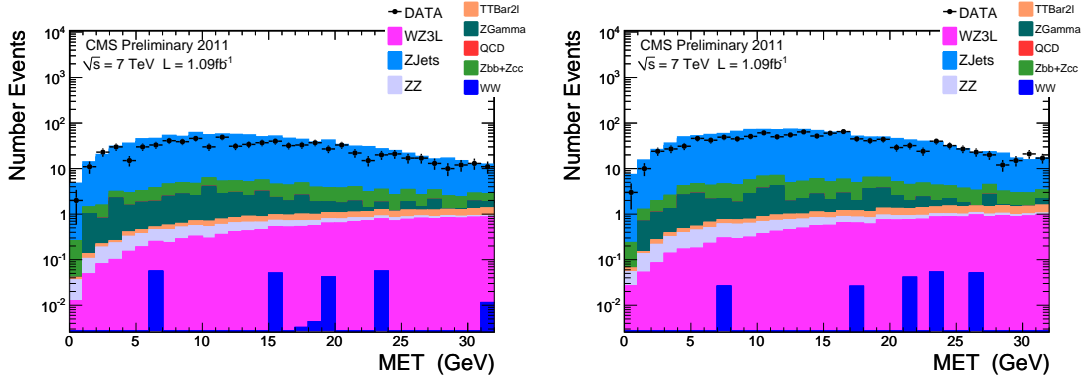 DATA
WZ3L
ZJets
ZZ
TTBar2l
ZGamma
QCD
Zbb+Zcc
WW
CMS Preliminary 2011
√s = 7 TeV L = 1.09fb⁻¹
Number Events
10⁴
10³
10²
10
1
10⁻¹
10⁻²
0 5 10 15 20 25 30
MET (GeV)
DATA
WZ3L
ZJets
ZZ
TTBar2l
ZGamma
QCD
Zbb+Zcc
WW
CMS Preliminary 2011
√s = 7 TeV L = 1.09fb⁻¹
Number Events
10⁴
10³
10²
10
1
10⁻¹
10⁻²
0 5 10 15 20 25 30
MET (GeV)